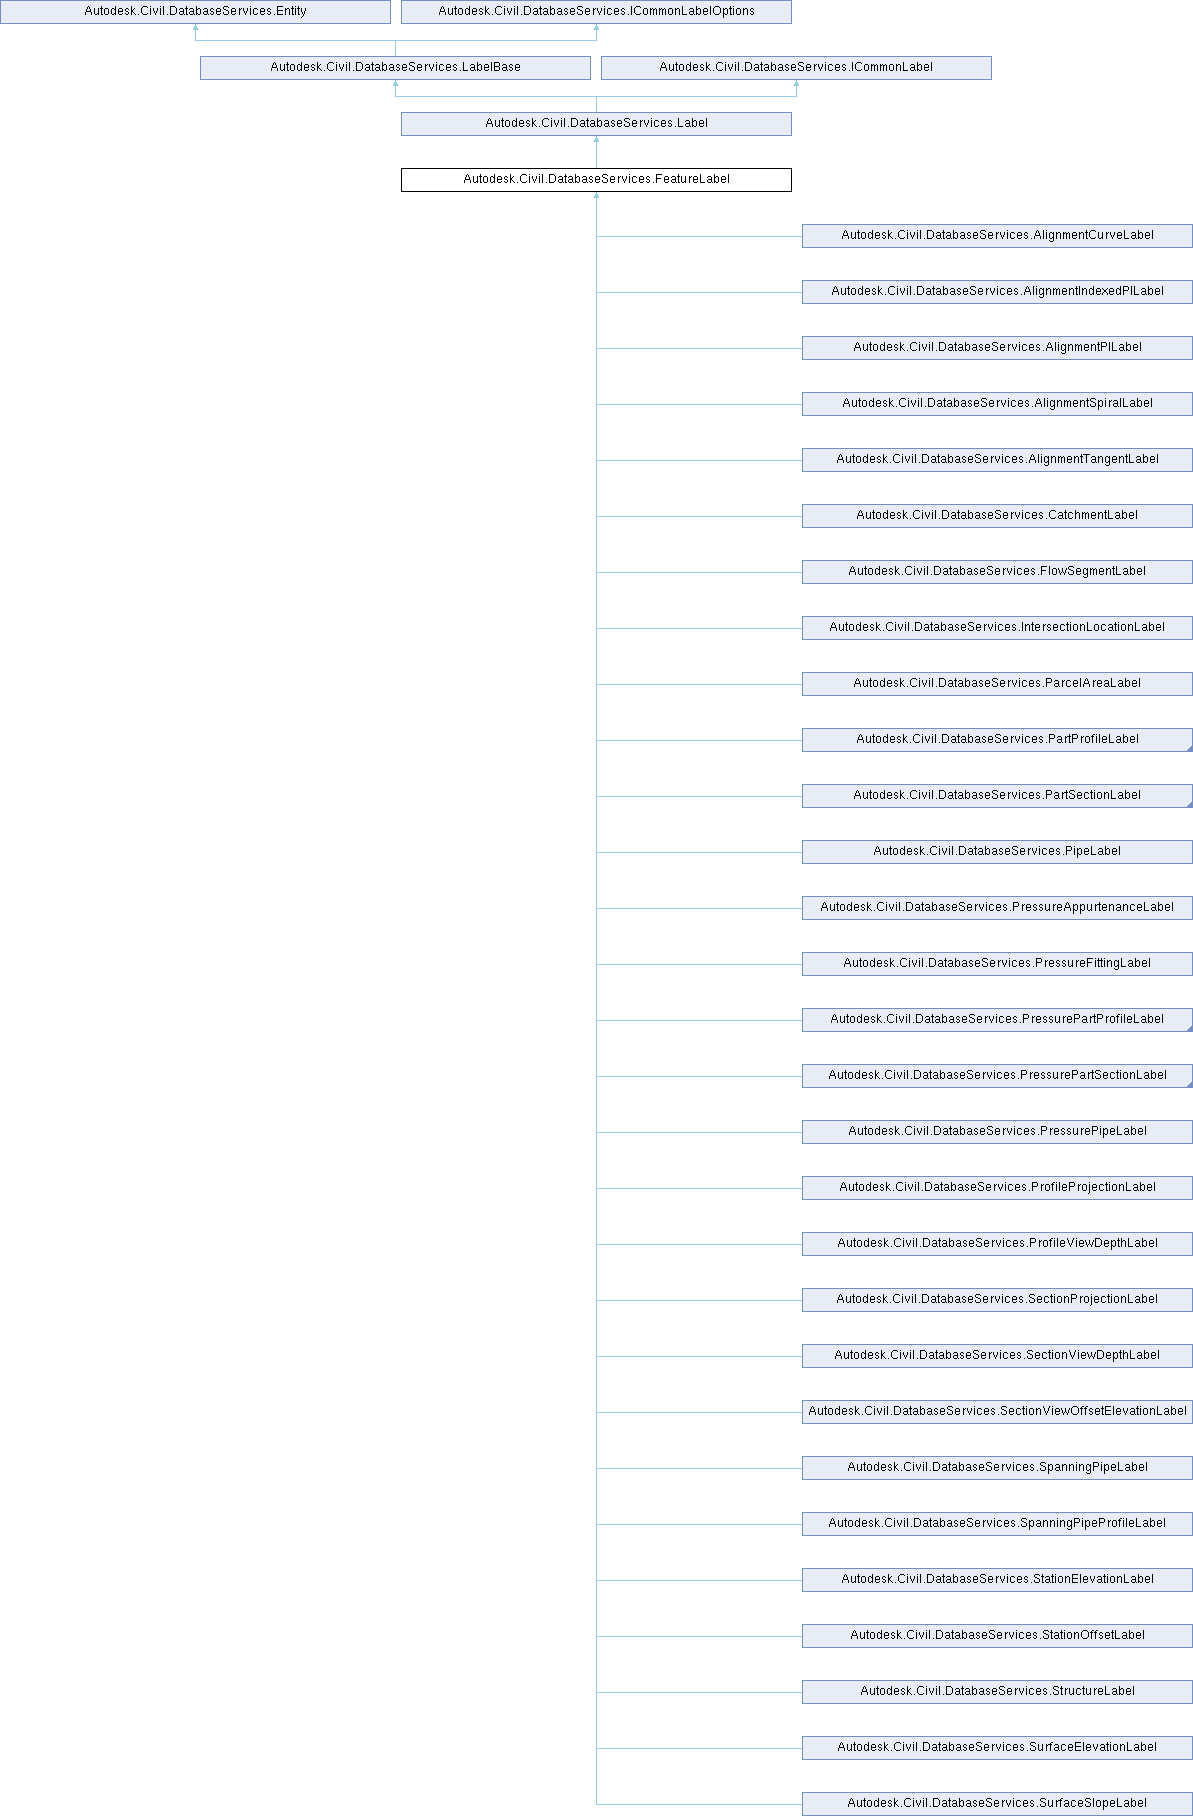 Autodesk.Civil.DatabaseServices.Entity
Autodesk.Civil.DatabaseServices.ICommonLabelOptions
Autodesk.Civil.DatabaseServices.LabelBase
Autodesk.Civil.DatabaseServices.ICommonLabel
Autodesk.Civil.DatabaseServices.Label
Autodesk.Civil.DatabaseServices.FeatureLabel
Autodesk.Civil.DatabaseServices.AlignmentCurveLabel
Autodesk.Civil.DatabaseServices.AlignmentIndexedPILabel
Autodesk.Civil.DatabaseServices.AlignmentPILabel
Autodesk.Civil.DatabaseServices.AlignmentSpiralLabel
Autodesk.Civil.DatabaseServices.AlignmentTangentLabel
Autodesk.Civil.DatabaseServices.CatchmentLabel
Autodesk.Civil.DatabaseServices.FlowSegmentLabel
Autodesk.Civil.DatabaseServices.IntersectionLocationLabel
Autodesk.Civil.DatabaseServices.ParcelAreaLabel
Autodesk.Civil.DatabaseServices.PartProfileLabel
Autodesk.Civil.DatabaseServices.PartSectionLabel
Autodesk.Civil.DatabaseServices.PipeLabel
Autodesk.Civil.DatabaseServices.PressureAppurtenanceLabel
Autodesk.Civil.DatabaseServices.PressureFittingLabel
Autodesk.Civil.DatabaseServices.PressurePartProfileLabel
Autodesk.Civil.DatabaseServices.PressurePartSectionLabel
Autodesk.Civil.DatabaseServices.PressurePipeLabel
Autodesk.Civil.DatabaseServices.ProfileProjectionLabel
Autodesk.Civil.DatabaseServices.ProfileViewDepthLabel
Autodesk.Civil.DatabaseServices.SectionProjectionLabel
Autodesk.Civil.DatabaseServices.SectionViewDepthLabel
Autodesk.Civil.DatabaseServices.SectionViewOffsetElevationLabel
Autodesk.Civil.DatabaseServices.SpanningPipeLabel
Autodesk.Civil.DatabaseServices.SpanningPipeProfileLabel
Autodesk.Civil.DatabaseServices.StationElevationLabel
Autodesk.Civil.DatabaseServices.StationOffsetLabel
Autodesk.Civil.DatabaseServices.StructureLabel
Autodesk.Civil.DatabaseServices.SurfaceElevationLabel
Autodesk.Civil.DatabaseServices.SurfaceSlopeLabel